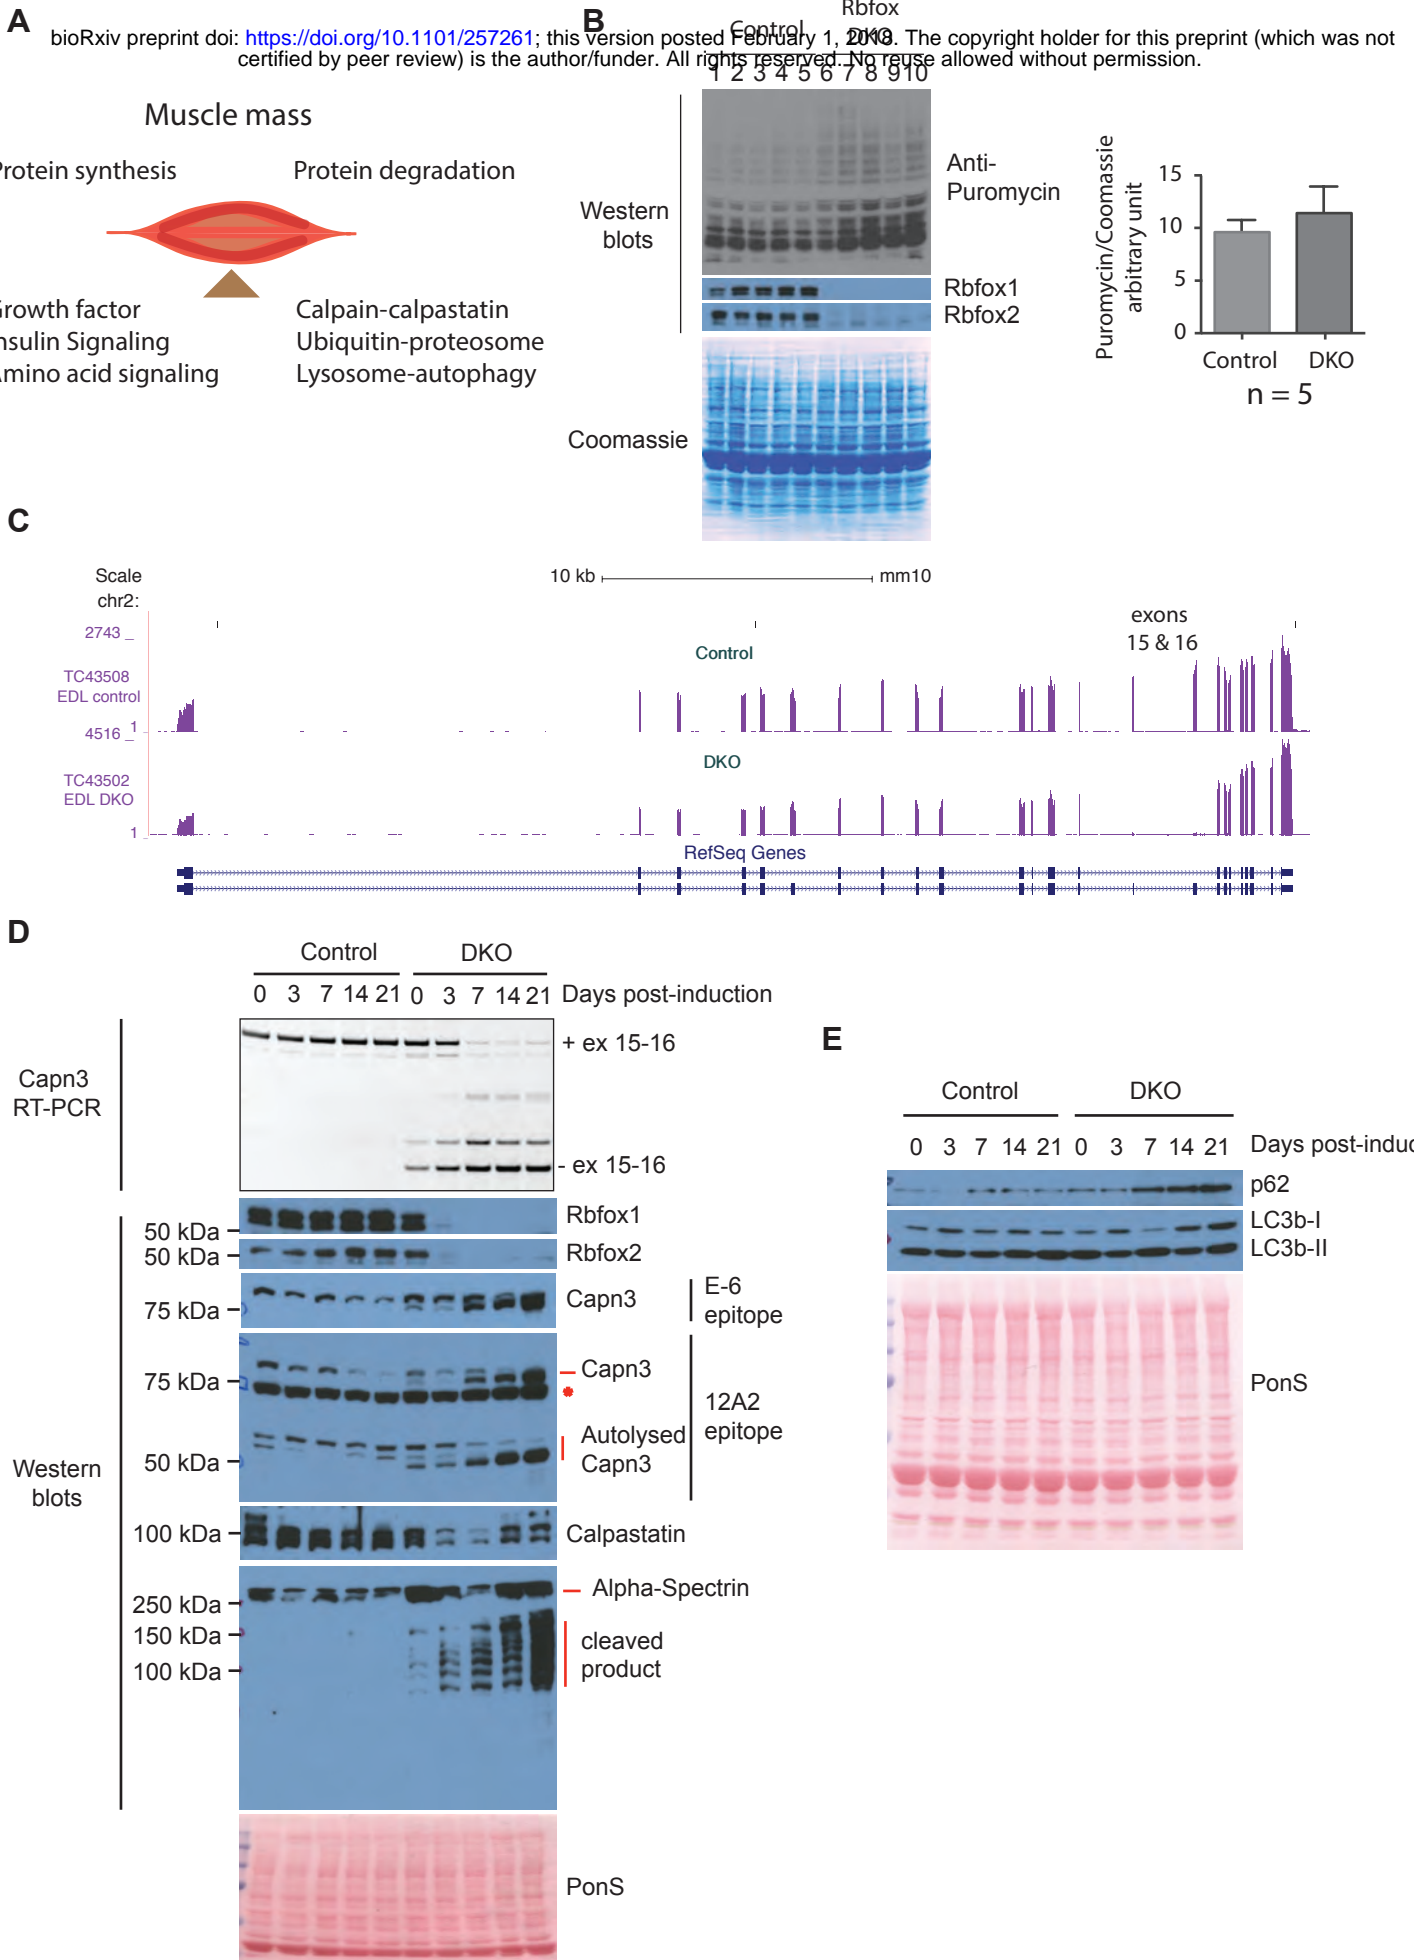 A
B
bioRxiv preprint doi: https://doi.org/10.1101/257261; this version posted February 1, 2018. The copyright holder for this preprint (which was not
certified by peer review) is the author/funder. All rights reserved. No reuse allowed without permission.
Muscle mass
Protein synthesis
Protein degradation
Growth factor
Insulin Signaling
Amino acid signaling
Calpain-calpastatin
Ubiquitin-proteosome
Lysosome-autophagy
Control
Rbfox
DKO
1 2 3 4 5 6 7 8 9 10
Western
blots
Anti-
Puromycin
Rbfox1
Rbfox2
Coomassie
Puromycin/Coomassie
arbitrary unit
15
10
5
0
Control DKO
n = 5
C
Scale
chr2:
10 kb
mm10
2743 _
TC43508
EDL control
1 _
Control
exons
15 & 16
4516 _
TC43502
EDL DKO
1 _
DKO
RefSeq Genes
D
Control DKO
0 3 7 14 21 0 3 7 14 21 Days post-induction
Capn3
RT-PCR
+ ex 15-16
- ex 15-16
Western
blots
50 kDa
Rbfox1
50 kDa
Rbfox2
75 kDa
Capn3
E-6
epitope
75 kDa
Capn3
50 kDa
Autolysed
Capn3
12A2
epitope
100 kDa
Calpastatin
250 kDa
150 kDa
100 kDa
Alpha-Spectrin
cleaved
product
PonS
E
Control DKO
0 3 7 14 21 0 3 7 14 21 Days post-induc
p62
LC3b-I
LC3b-II
PonS